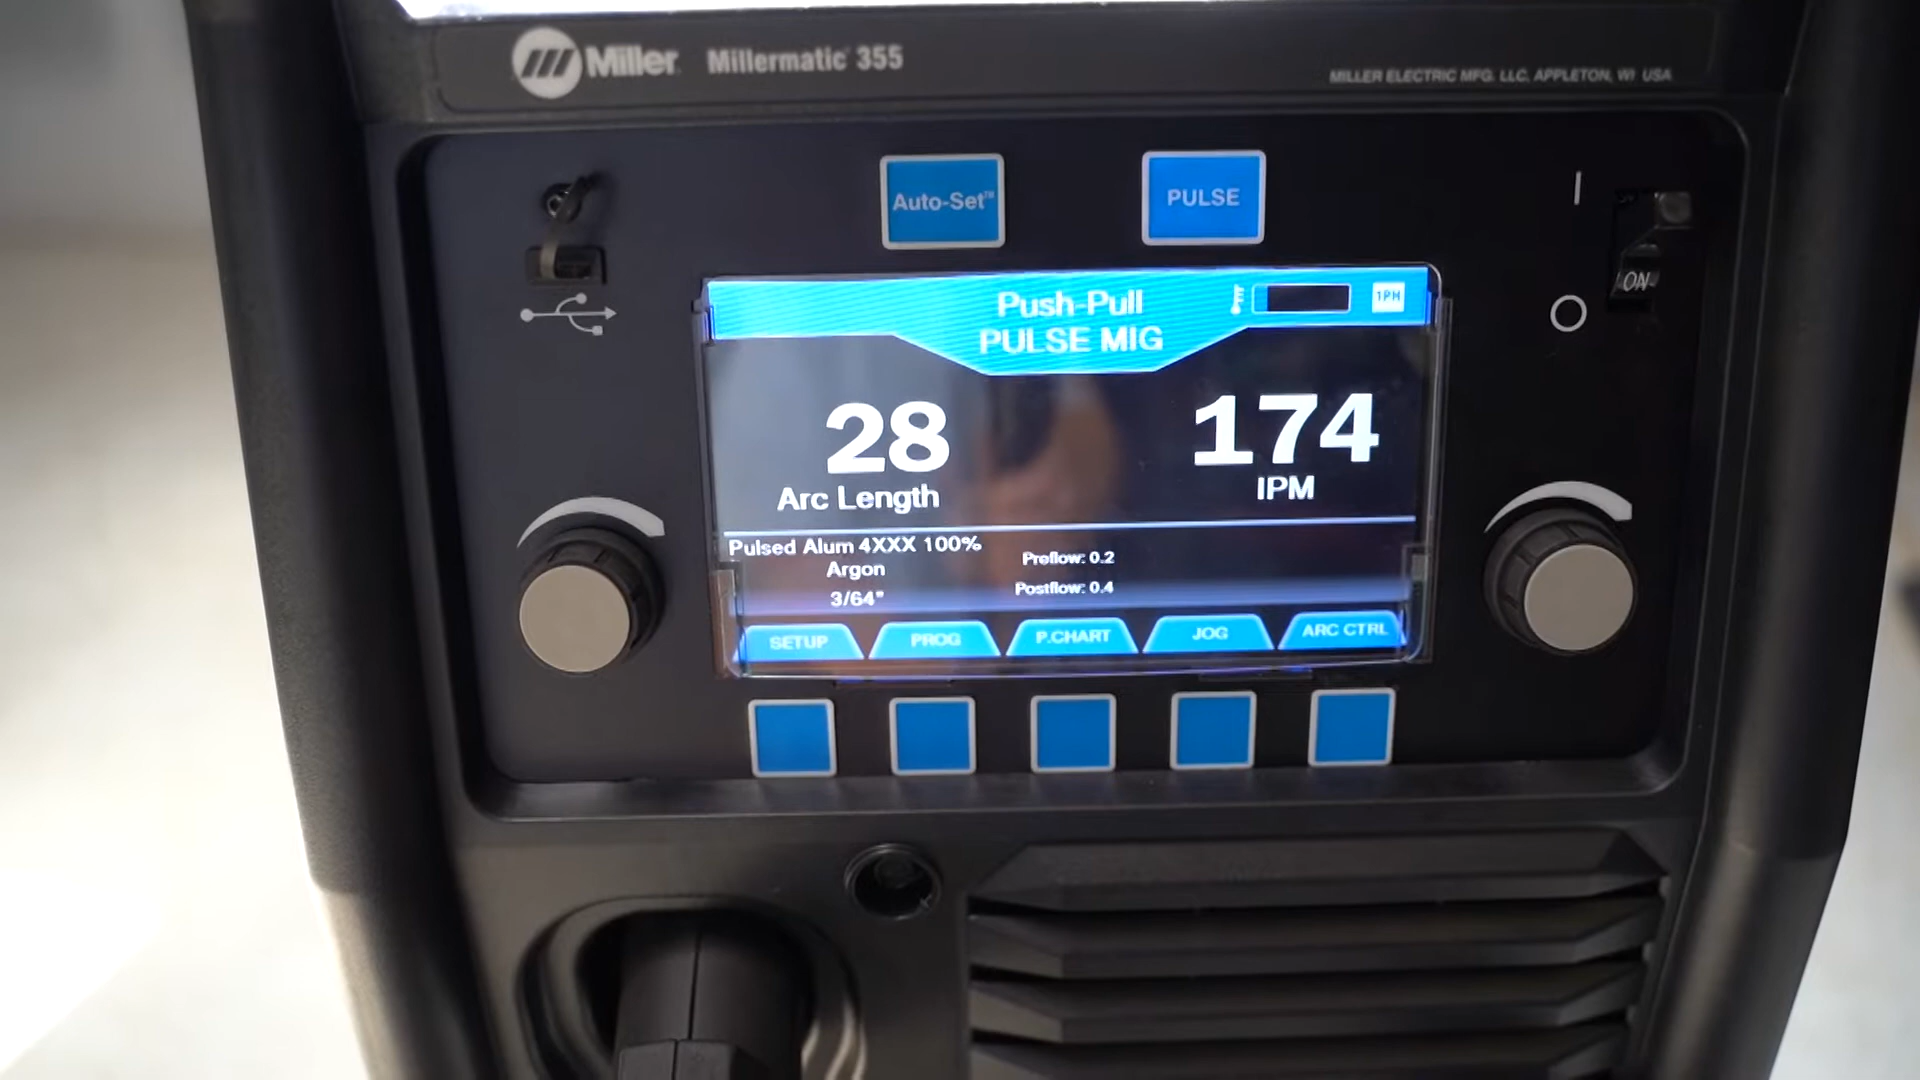 Miller Millermatic 355
MILLER ELECTRIC MFG. LLC, APPLETON, WI USA
Auto-Set™
PULSE
ON
Push-Pull
PULSE MIG
1PH
28
Arc Length
174
IPM
Pulsed Alum 4XXX 100%
Argon
3/64"
Preflow: 0.2
Postflow: 0.4
SETUP
PROG
P.CHART
JOG
ARC CTRL